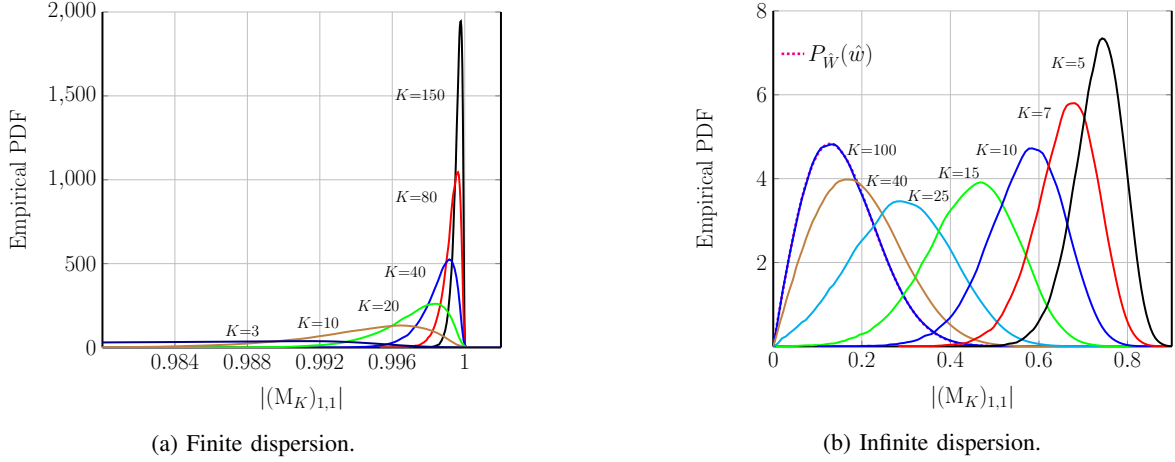 2,000
1,500
1,000
500
0
0.984
0.988
0.992
0.996
1
Empirical PDF
|(M_K)_{1,1}|
K=150
K=80
K=40
K=20
K=10
K=3
(a) Finite dispersion.
8
6
4
2
0
0.2
0.4
0.6
0.8
Empirical PDF
|(M_K)_{1,1}|
P_Ŵ(ŵ)
K=5
K=7
K=10
K=15
K=25
K=40
K=100
(b) Infinite dispersion.